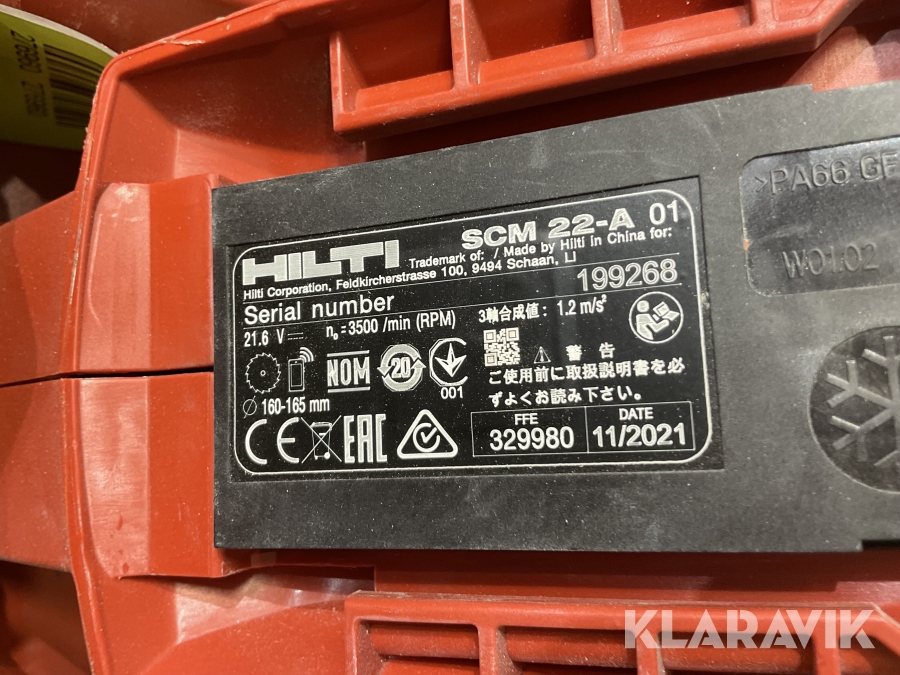 278680 278680
>PA66 GF
W0102
HILTI SCM 22-A 01
Trademark of: / Made by Hilti in China for:
Hilti Corporation, Feldkircherstrasse 100, 9494 Schaan, LI
Serial number 199268
21.6 V n₀=3500 /min (RPM)
3軸合成値: 1.2 m/s²
NOM 20 001
警 告
ご使用前に取扱説明書を必
ずよくお読み下さい。
Ø 160-165 mm
CE EAC
FFE DATE
329980 11/2021
KLARAVIK